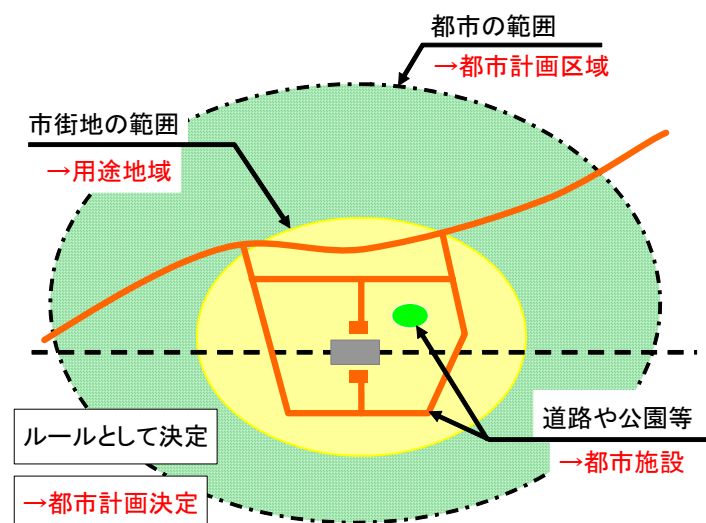 都市の範囲
→都市計画区域
市街地の範囲
→用途地域
道路や公園等
→都市施設
ルールとして決定
→都市計画決定